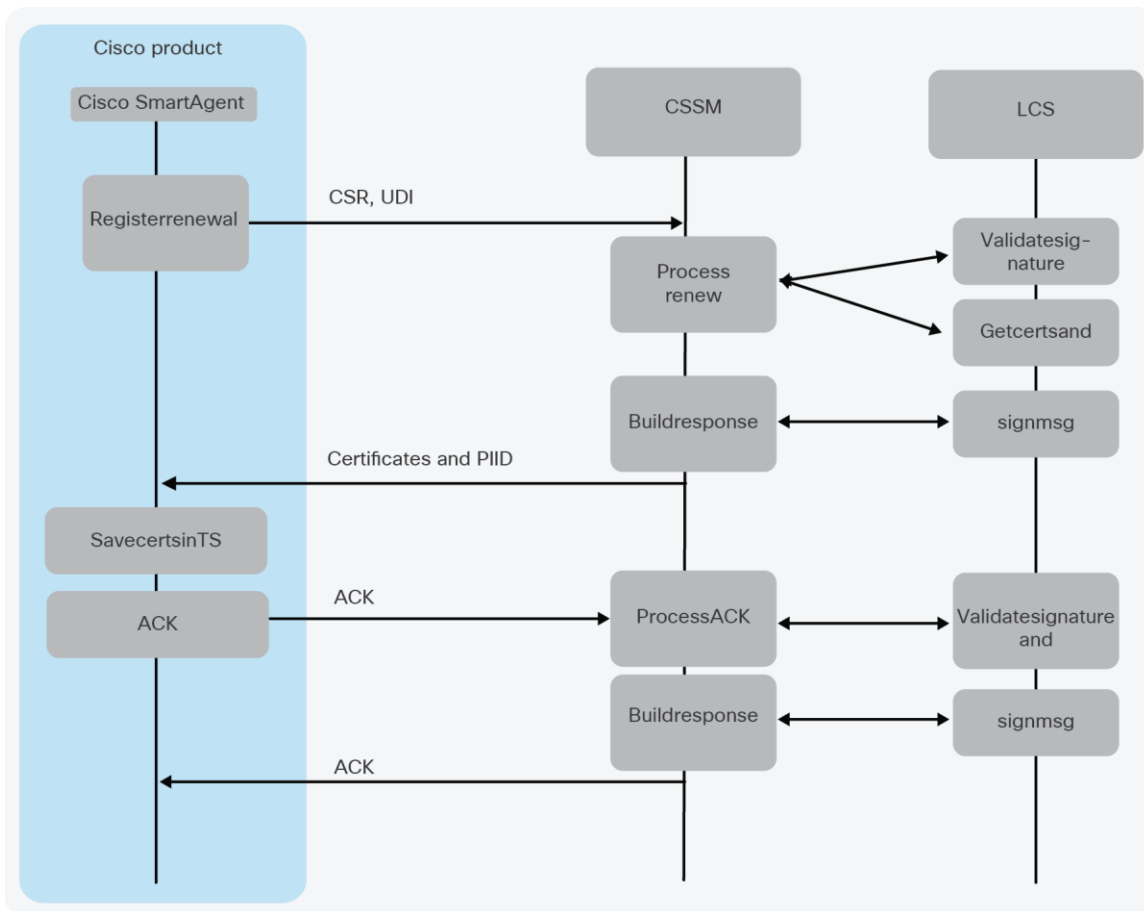 Cisco product
Cisco SmartAgent
CSSM
LCS
Registerrenewal
CSR, UDI
Validatesig-
nature
Process
renew
Getcertsand
Buildresponse
signmsg
Certificates and PIID
SavecertsinTS
ACK
ACK
ProcessACK
Validatesignature
and
Buildresponse
signmsg
ACK